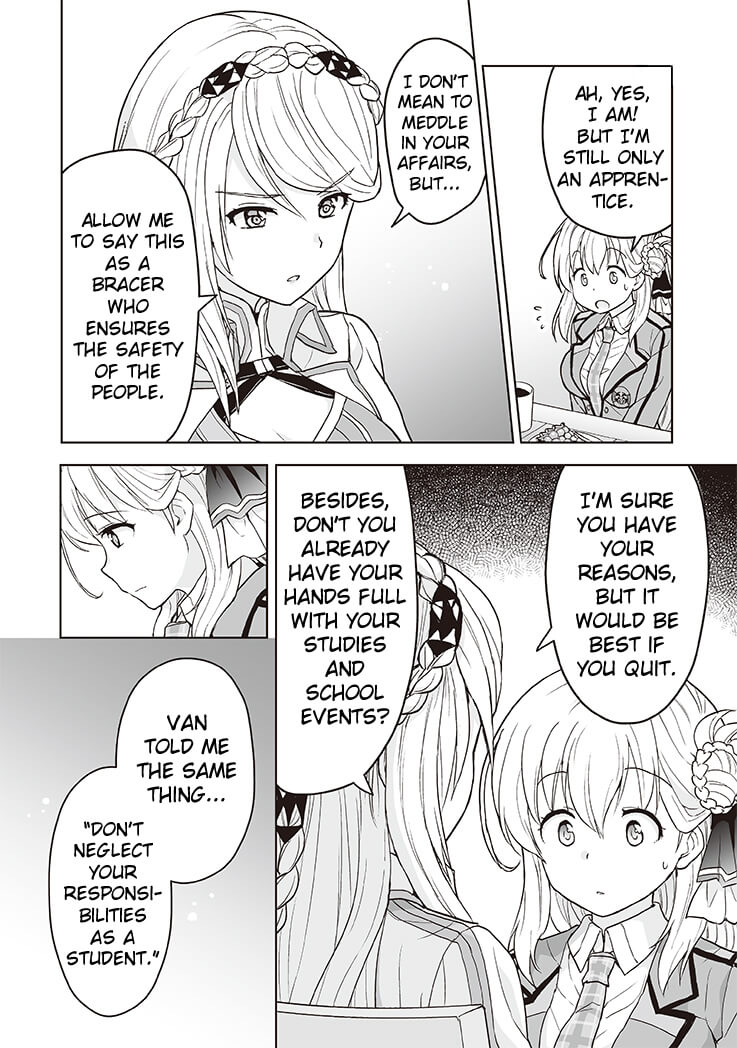 AH, YES,
I AM!
BUT I'M
STILL ONLY
AN APPREN-
TICE.
I DON'T
MEAN TO
MEDDLE
IN YOUR
AFFAIRS,
BUT...
ALLOW ME
TO SAY THIS
AS A
BRACER
WHO
ENSURES
THE SAFETY
OF THE
PEOPLE.
I'M SURE
YOU HAVE
YOUR
REASONS,
BUT IT
WOULD BE
BEST IF
YOU QUIT.
BESIDES,
DON'T YOU
ALREADY
HAVE YOUR
HANDS FULL
WITH YOUR
STUDIES
AND
SCHOOL
EVENTS?
VAN
TOLD ME
THE SAME
THING...
"DON'T
NEGLECT
YOUR
RESPONSI-
BILITIES
AS A
STUDENT."